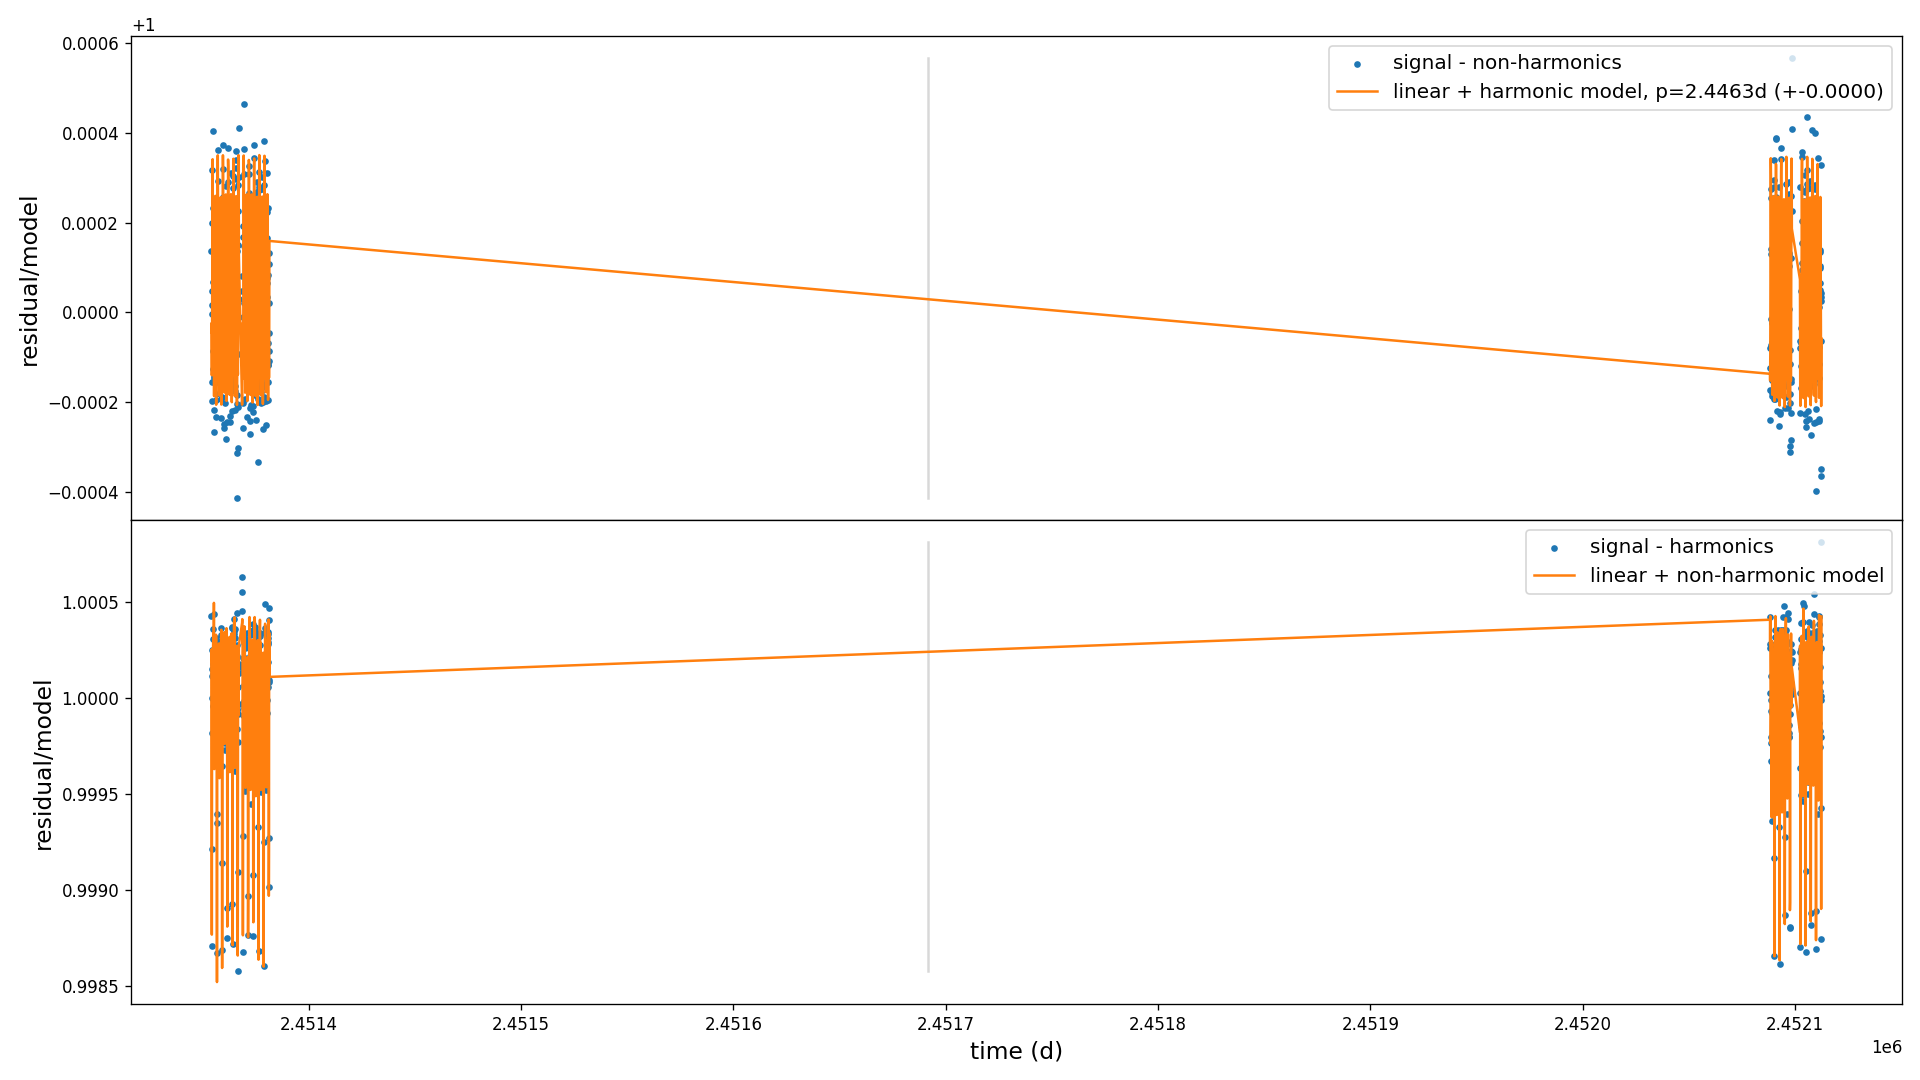 +1
0.0006
0.0004
0.0002
0.0000
−0.0002
−0.0004
residual/model
signal - non-harmonics
linear + harmonic model, p=2.4463d (+-0.0000)
1.0005
1.0000
0.9995
0.9990
0.9985
residual/model
signal - harmonics
linear + non-harmonic model
2.4514
2.4515
2.4516
2.4517
2.4518
2.4519
2.4520
2.4521
1e6
time (d)